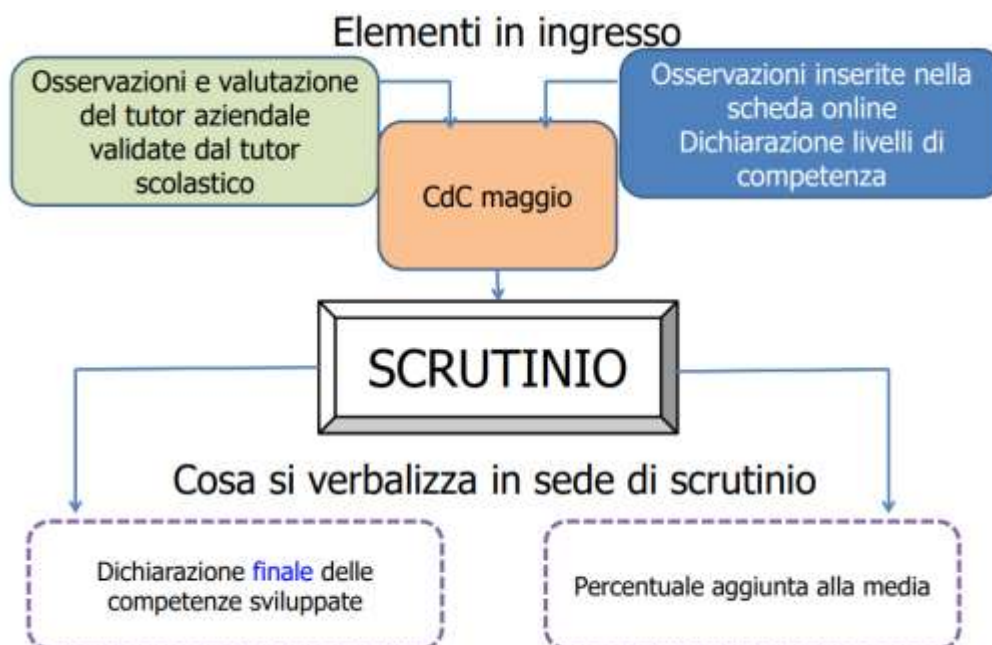 Elementi in ingresso
Osservazioni e valutazione
del tutor aziendale
validate dal tutor
scolastico
Osservazioni inserite nella
scheda online
Dichiarazione livelli di
competenza
CdC maggio
SCRUTINIO
Cosa si verbalizza in sede di scrutinio
Dichiarazione finale delle
competenze sviluppate
Percentuale aggiunta alla media